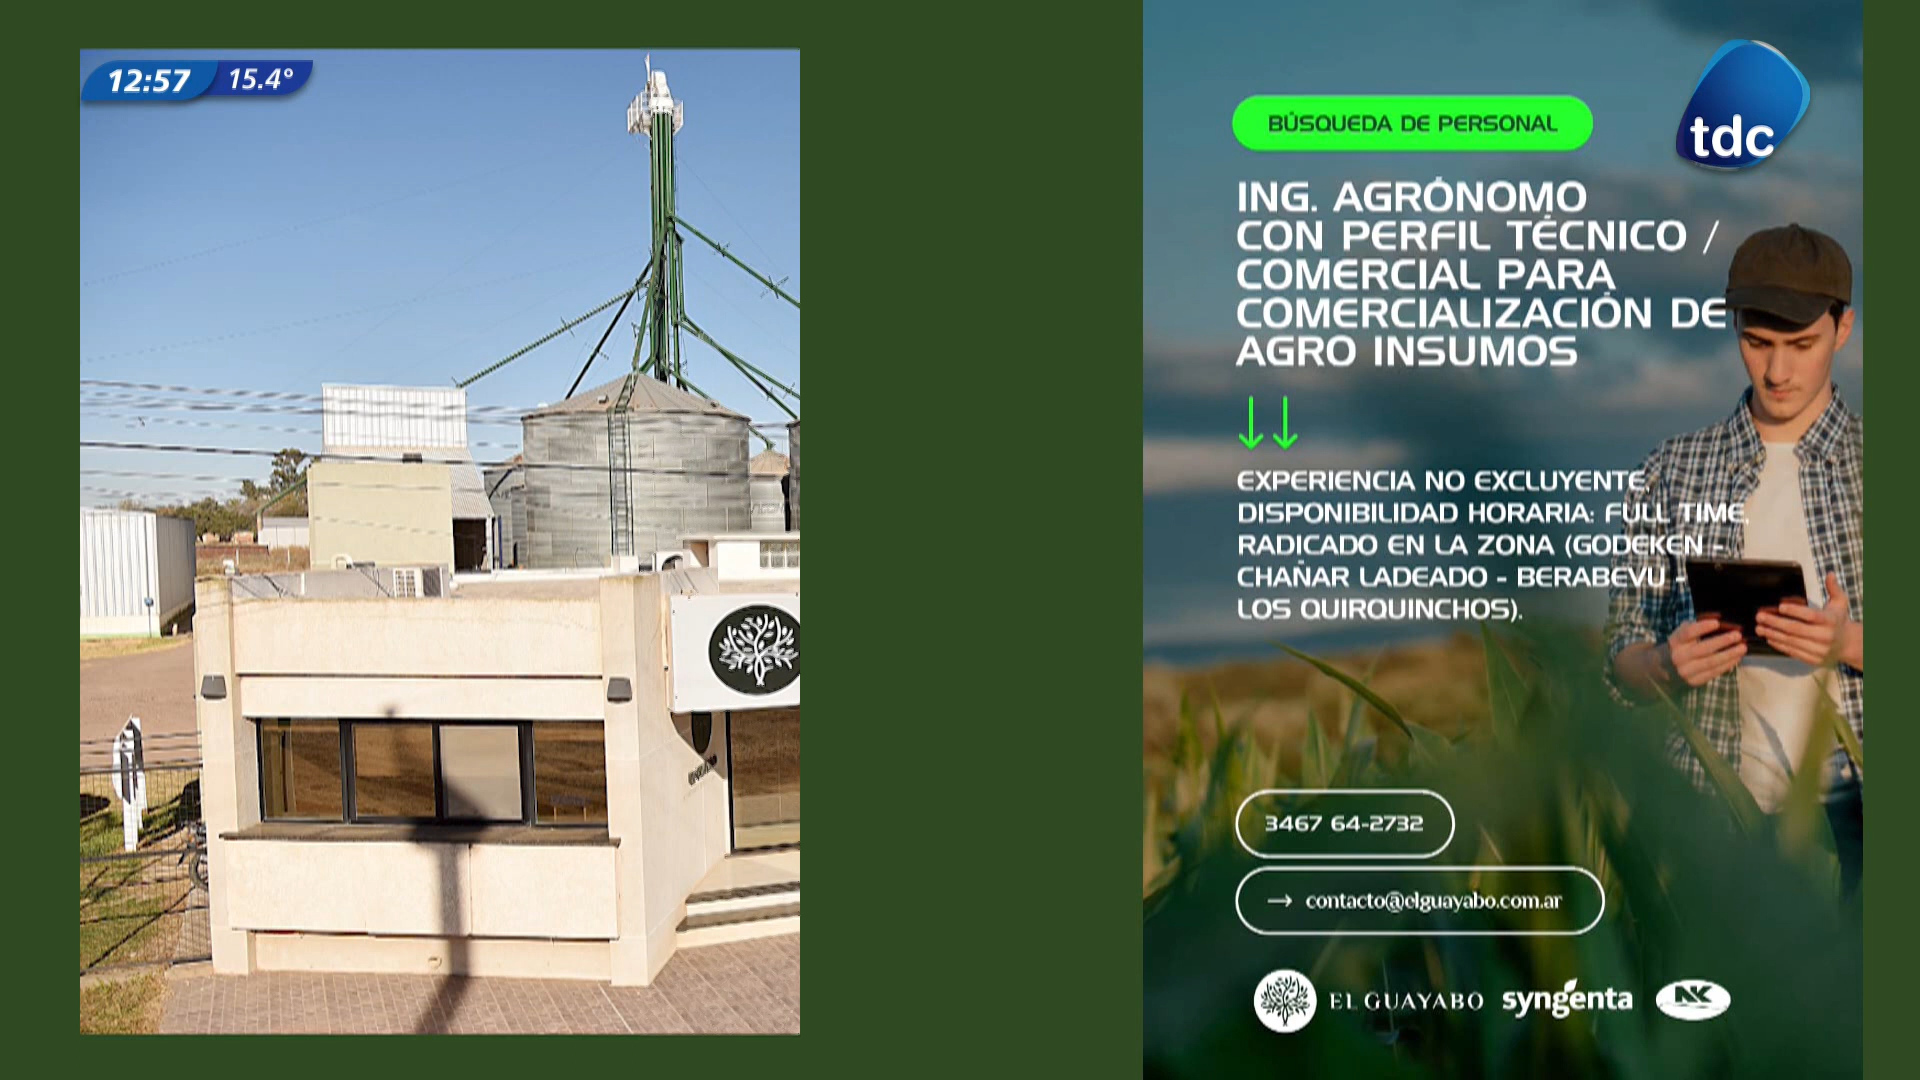 12:57 15.4°
tdc
BÚSQUEDA DE PERSONAL
ING. AGRÓNOMO
CON PERFIL TÉCNICO /
COMERCIAL PARA
COMERCIALIZACIÓN DE
AGRO INSUMOS
EXPERIENCIA NO EXCLUYENTE.
DISPONIBILIDAD HORARIA: FULL TIME.
RADICADO EN LA ZONA (GODEKEN -
CHAÑAR LADEADO - BERABEVU -
LOS QUIRQUINCHOS).
3467 64-2732
→ contacto@elguayabo.com.ar
EL GUAYABO syngenta NK